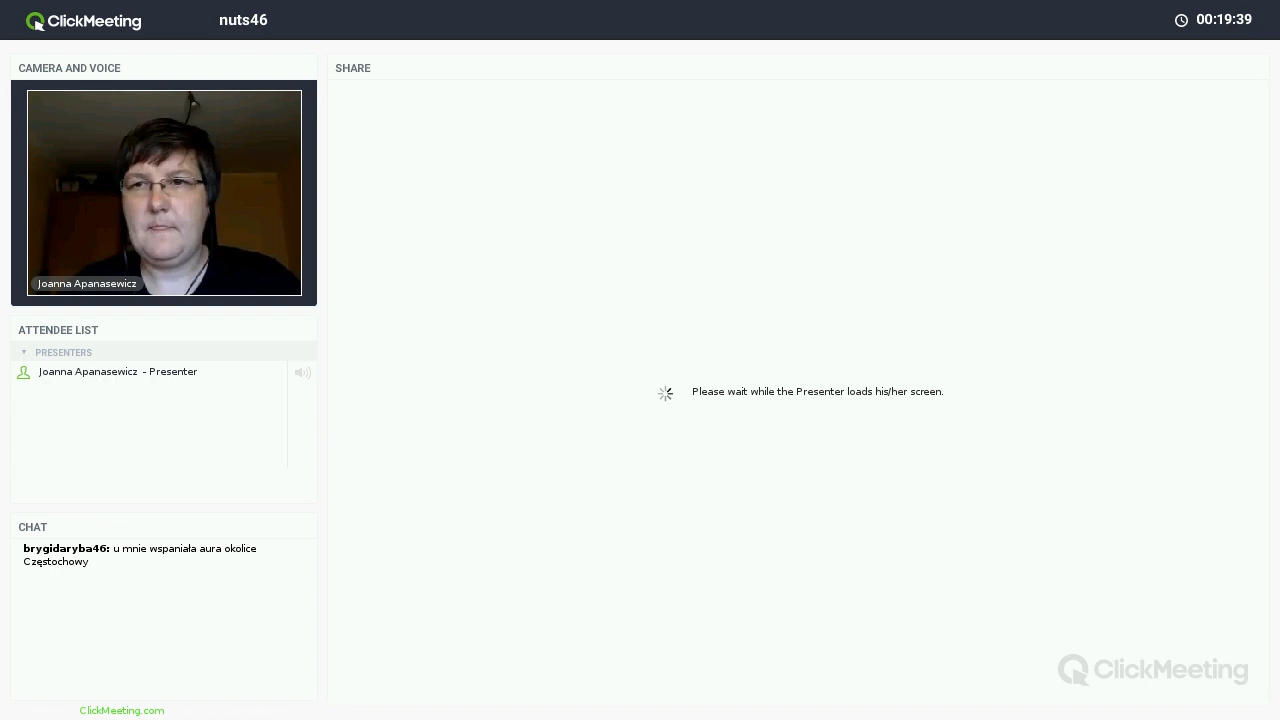 ClickMeeting
nuts46
00:19:39
CAMERA AND VOICE
Joanna Apanasewicz
ATTENDEE LIST
PRESENTERS
Joanna Apanasewicz - Presenter
CHAT
brygidaryba46: u mnie wspaniała aura okolice
Częstochowy
ClickMeeting.com
SHARE
Please wait while the Presenter loads his/her screen.
ClickMeeting